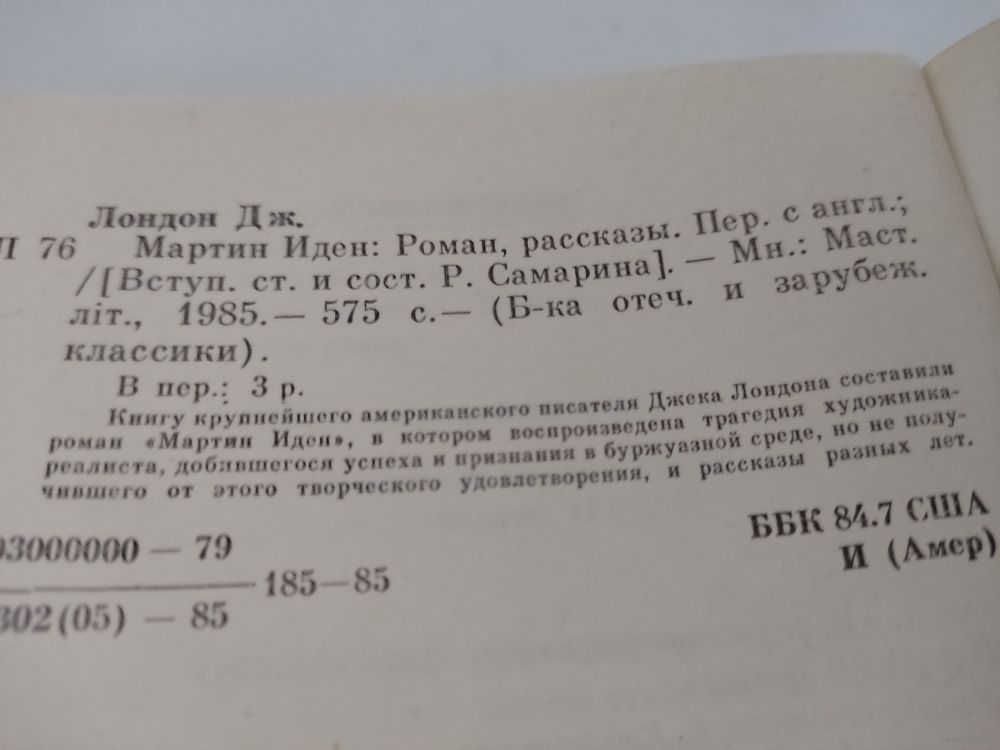 Лондон Дж.
Л 76 Мартин Иден: Роман, рассказы. Пер. с англ.;
/[Вступ. ст. и сост. Р. Самарина]. — Мн.: Маст.
літ., 1985.— 575 с.— (Б-ка отеч. и зарубеж.
классики).
В пер.: 3 р.
Книгу крупнейшего американского писателя Джека Лондона составили
роман «Мартин Иден», в котором воспроизведена трагедия художника-
реалиста, добившегося успеха и признания в буржуазной среде, но не полу-
чившего от этого творческого удовлетворения, и рассказы разных лет.
03000000 — 79
185—85
302(05) — 85
ББК 84.7 США
И (Амер)